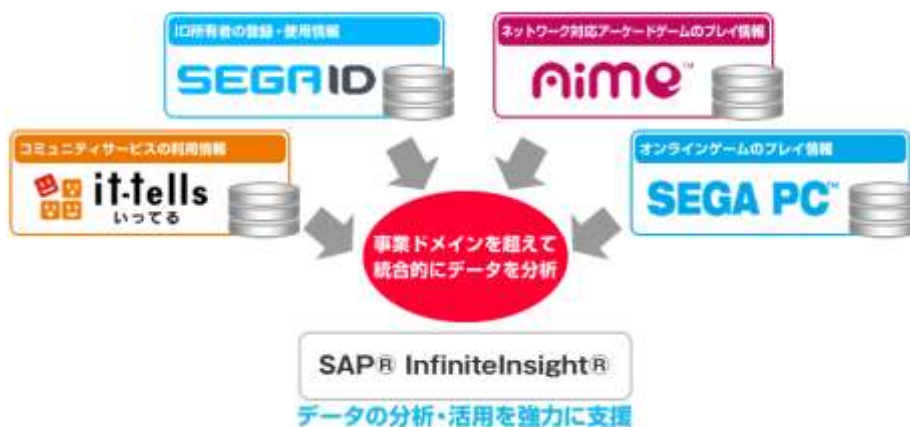 ID所有者の登録・使用情報
SEGA ID
ネットワーク対応アーケードゲームのプレイ情報
Aime™
コミュニティサービスの利用情報
it-tells
いってる
オンラインゲームのプレイ情報
SEGA PC™
事業ドメインを超えて
統合的にデータを分析
SAP® InfiniteInsight®
データの分析・活用を強力に支援